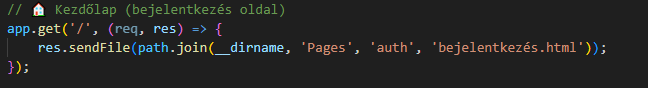 // 🏠 Kezdőlap (bejelentkezés oldal)
app.get('/', (req, res) => {
    res.sendFile(path.join(__dirname, 'Pages', 'auth', 'bejelentkezés.html'));
});